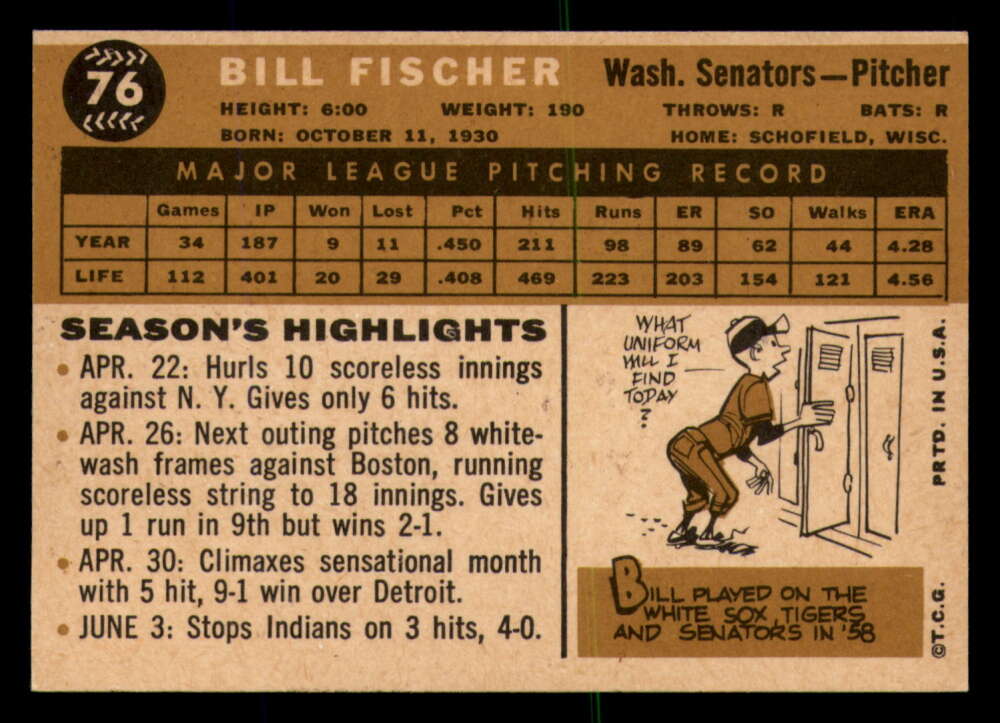 76
BILL FISCHER
Wash. Senators—Pitcher
HEIGHT: 6:00 WEIGHT: 190 THROWS: R BATS: R
BORN: OCTOBER 11, 1930 HOME: SCHOFIELD, WISC.
MAJOR LEAGUE PITCHING RECORD
Games IP Won Lost Pct Hits Runs ER SO Walks ERA
YEAR 34 187 9 11 .450 211 98 89 62 44 4.28
LIFE 112 401 20 29 .408 469 223 203 154 121 4.56
SEASON'S HIGHLIGHTS
• APR. 22: Hurls 10 scoreless innings
against N. Y. Gives only 6 hits.
• APR. 26: Next outing pitches 8 white-
wash frames against Boston, running
scoreless string to 18 innings. Gives
up 1 run in 9th but wins 2-1.
• APR. 30: Climaxes sensational month
with 5 hit, 9-1 win over Detroit.
• JUNE 3: Stops Indians on 3 hits, 4-0.
WHAT
UNIFORM
WILL I
FIND
TODAY
?
BILL PLAYED ON THE
WHITE SOX, TIGERS
AND SENATORS IN '58
PRTD. IN U.S.A.
©T.C.G.